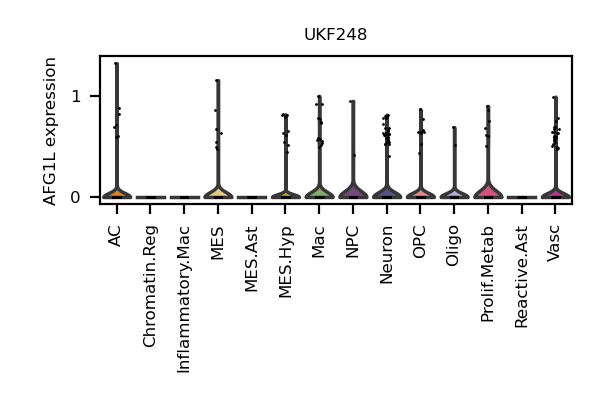 UKF248
AFG1L expression
1
0
AC
Chromatin.Reg
Inflammatory.Mac
MES
MES.Ast
MES.Hyp
Mac
NPC
Neuron
OPC
Oligo
Prolif.Metab
Reactive.Ast
Vasc